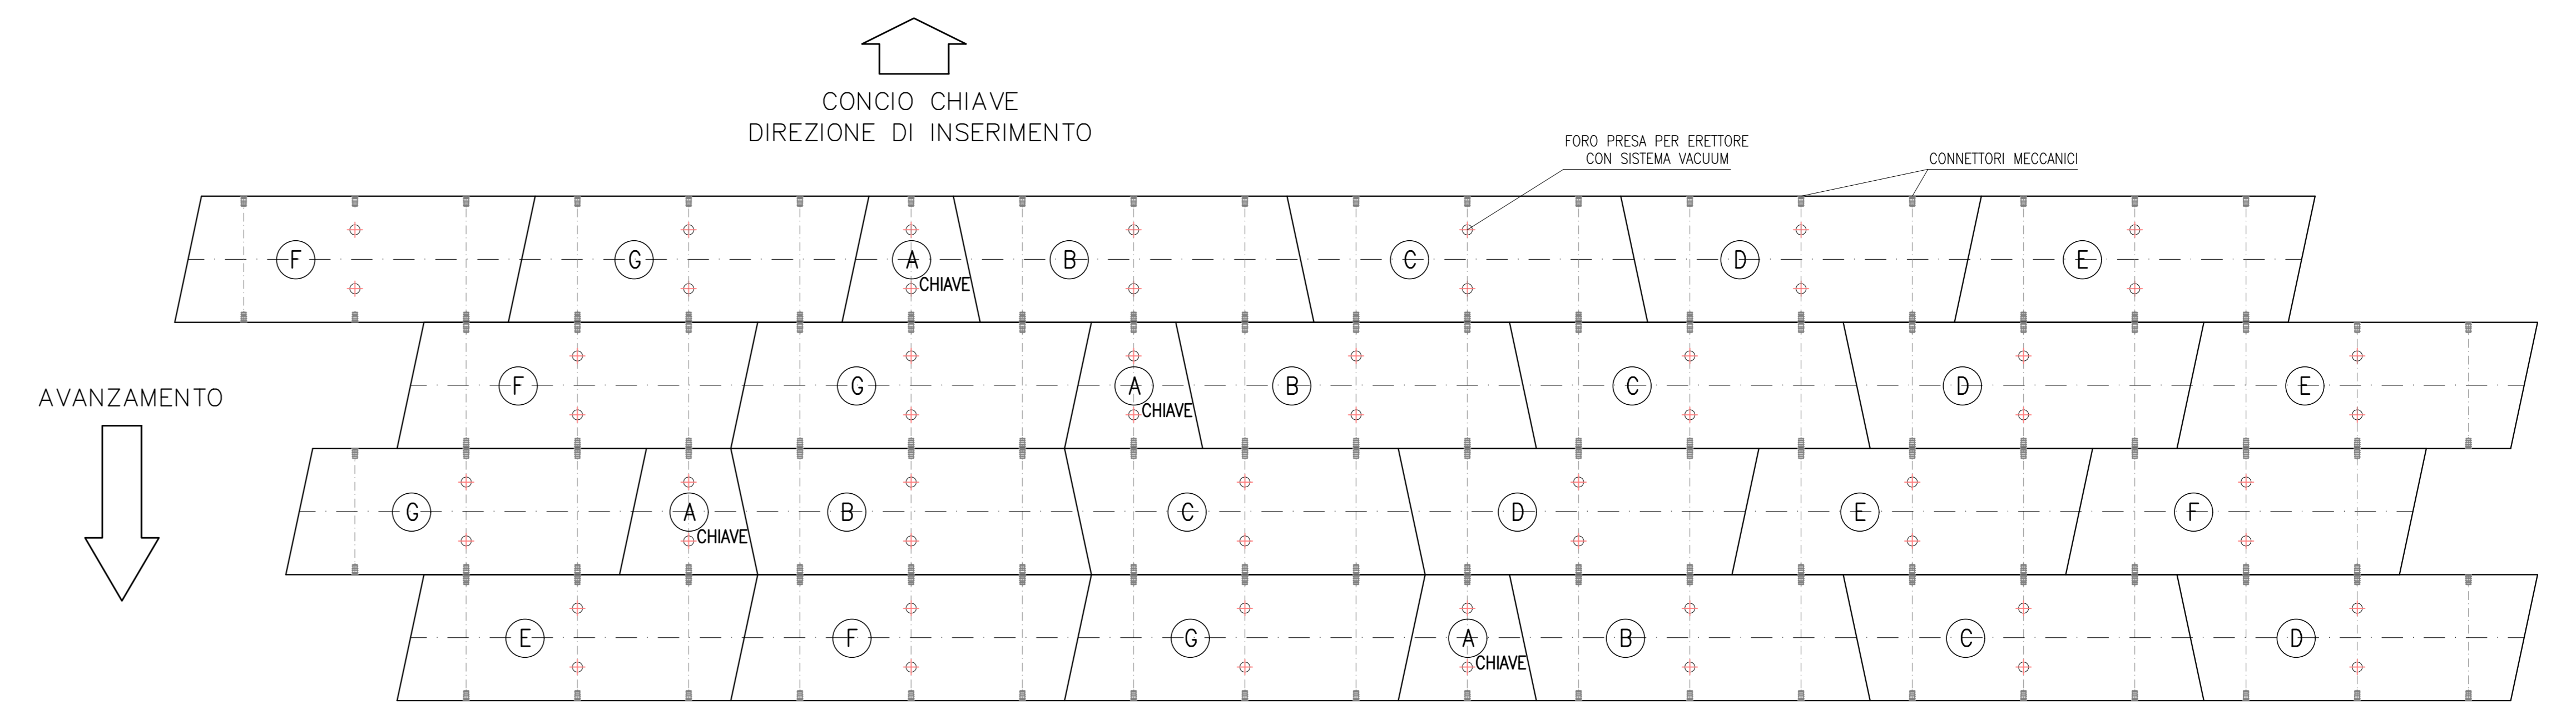 CONCIO CHIAVE
DIREZIONE DI INSERIMENTO
FORO PRESA PER ERETTORE
CON SISTEMA VACUUM
CONNETTORI MECCANICI
F G A B C D E
CHIAVE
AVANZAMENTO
F G A B C D E
CHIAVE
G A B C D E F
CHIAVE
E F G A B C D
CHIAVE